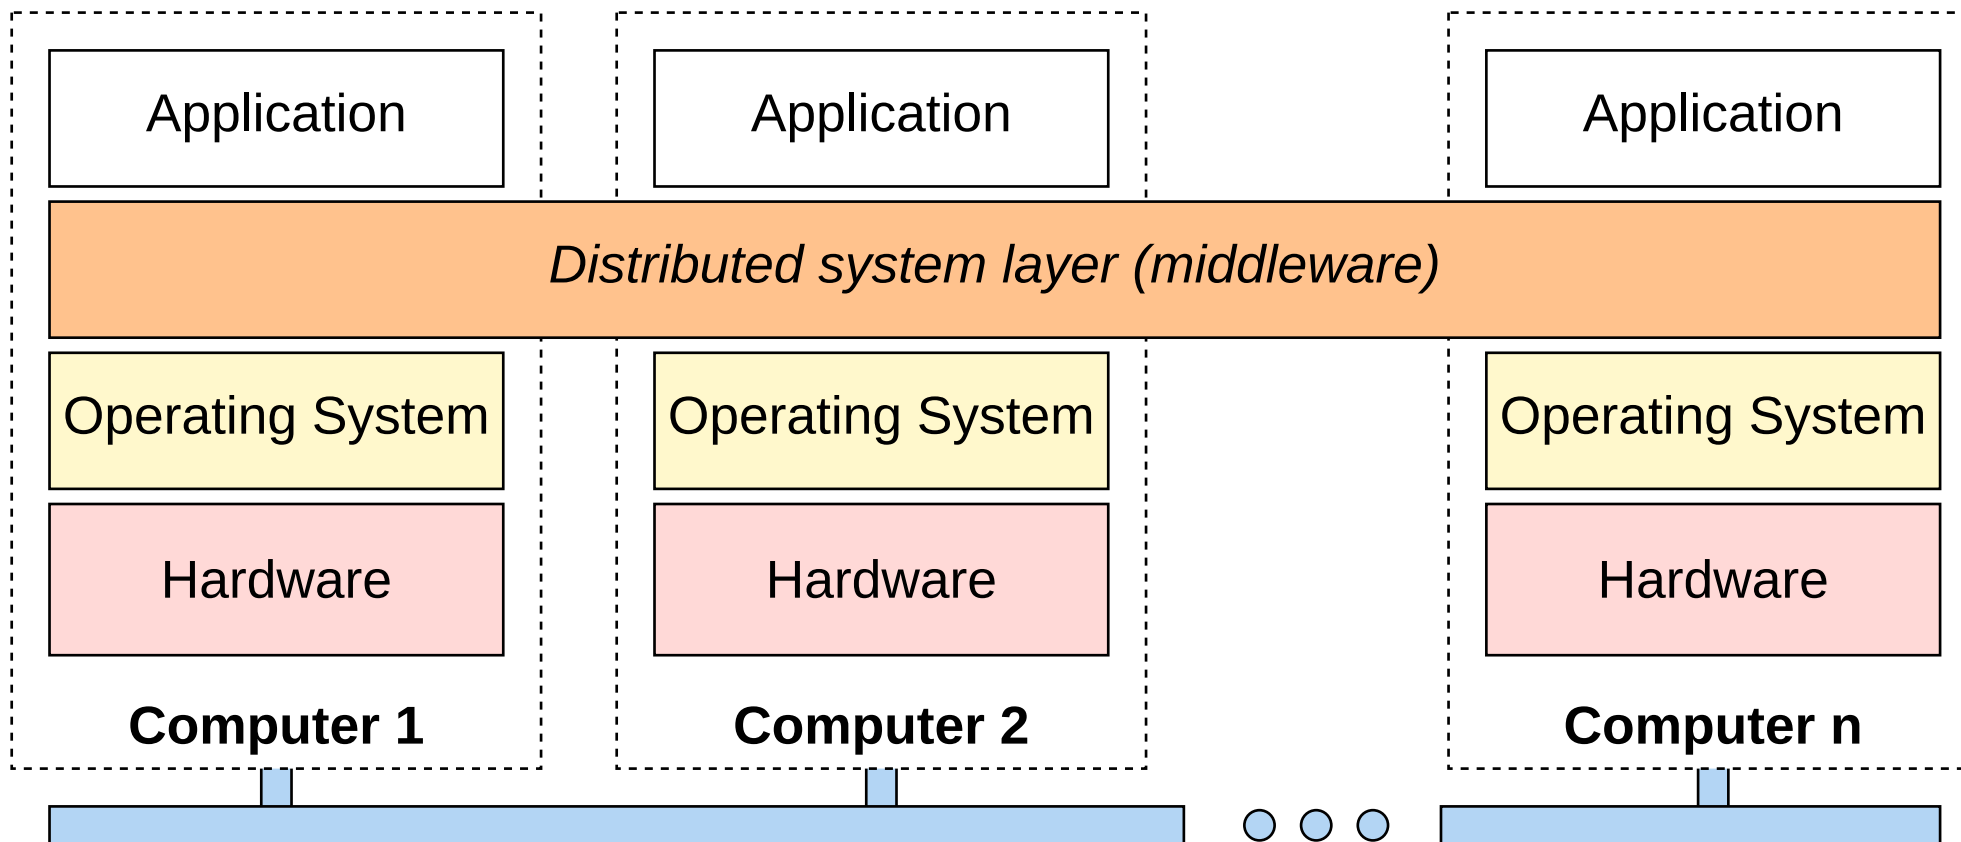 Application
Application
Application
Distributed system layer (middleware)
Operating System
Operating System
Operating System
Hardware
Hardware
Hardware
Computer 1
Computer 2
Computer n